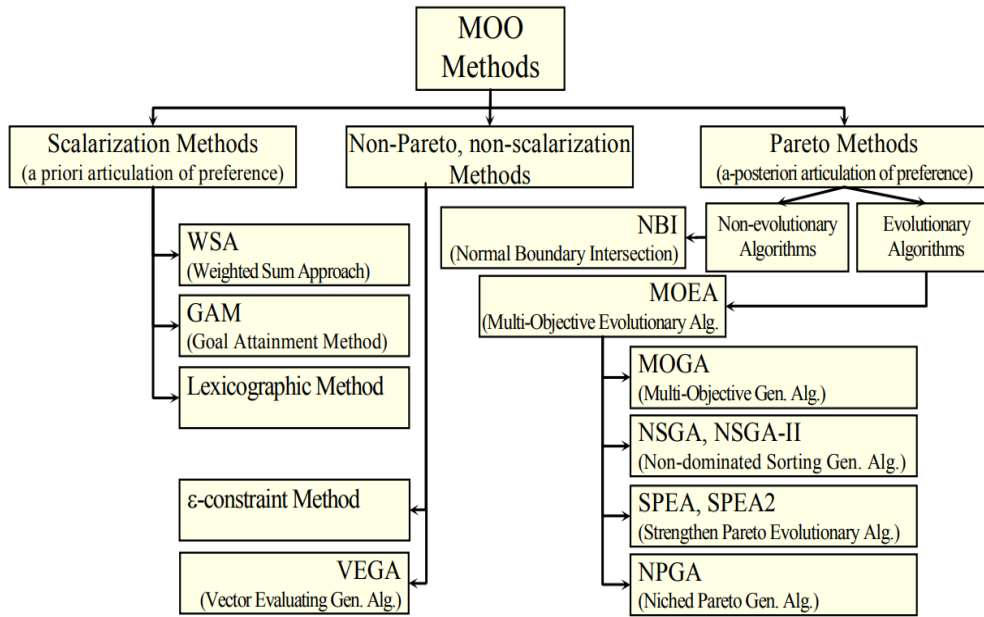 MOO
Methods
Scalarization Methods
(a priori articulation of preference)
Non-Pareto, non-scalarization
Methods
Pareto Methods
(a-posteriori articulation of preference)
WSA
(Weighted Sum Approach)
GAM
(Goal Attainment Method)
Lexicographic Method
ε-constraint Method
VEGA
(Vector Evaluating Gen. Alg.)
NBI
(Normal Boundary Intersection)
Non-evolutionary
Algorithms
Evolutionary
Algorithms
MOEA
(Multi-Objective Evolutionary Alg.
MOGA
(Multi-Objective Gen. Alg.)
NSGA, NSGA-II
(Non-dominated Sorting Gen. Alg.)
SPEA, SPEA2
(Strengthen Pareto Evolutionary Alg.)
NPGA
(Niched Pareto Gen. Alg.)